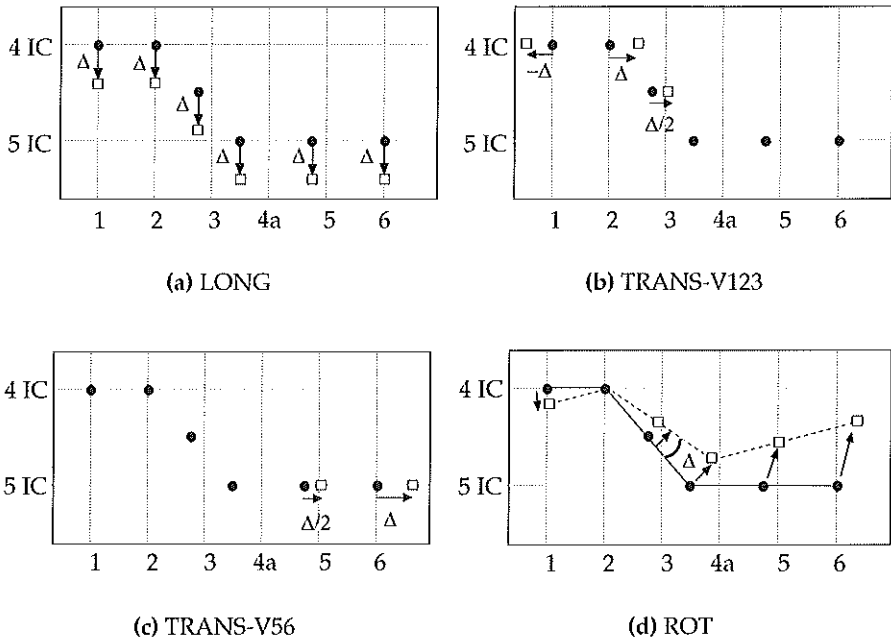 4 IC
Δ Δ
Δ
5 IC
Δ Δ Δ
1 2 3 4a 5 6
(a) LONG
4 IC
−Δ Δ
Δ/2
5 IC
1 2 3 4a 5 6
(b) TRANS-V123
4 IC
5 IC
Δ/2 Δ
1 2 3 4a 5 6
(c) TRANS-V56
4 IC
Δ
5 IC
1 2 3 4a 5 6
(d) ROT